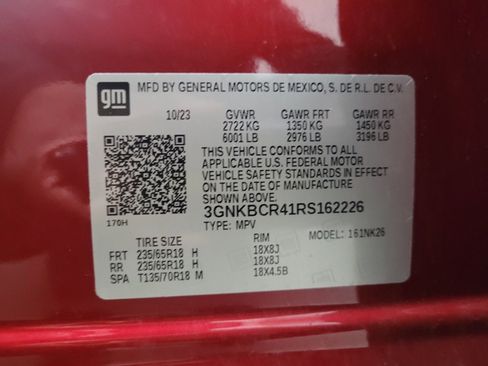 gm
MFD BY GENERAL MOTORS DE MEXICO, S. DE R.L. DE C.V.
10/23 GVWR GAWR FRT GAWR RR
2722 KG 1350 KG 1450 KG
6001 LB 2976 LB 3196 LB
THIS VEHICLE CONFORMS TO ALL
APPLICABLE U.S. FEDERAL MOTOR
VEHICLE SAFETY STANDARDS IN EFFECT
ON THE DATE OF MANUFACTURE
SHOWN ABOVE.
3GNKBCR41RS162226
170H
TYPE: MPV MODEL: 161NK26
TIRE SIZE RIM
FRT 235/65R18 H 18X8J
RR 235/65R18 H 18X8J
SPA T135/70R18 M 18X4.5B